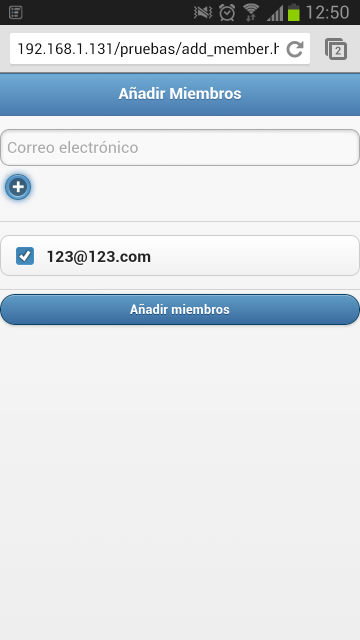 12:50
192.168.1.131/pruebas/add_member.h
2
Añadir Miembros
Correo electrónico
123@123.com
Añadir miembros